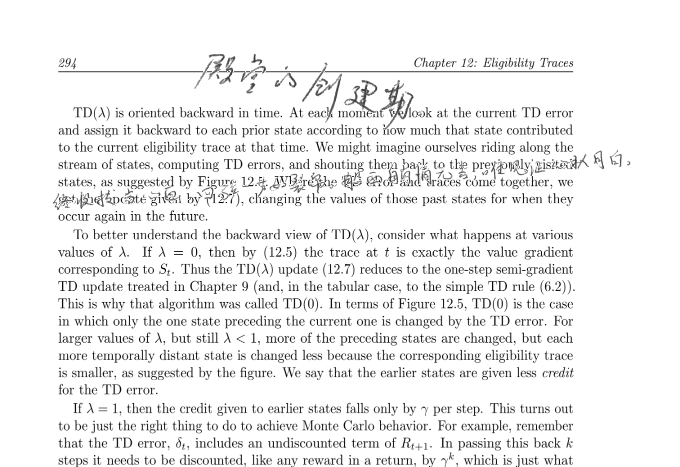 294
Chapter 12: Eligibility Traces
殿堂的创建期
TD(λ) is oriented backward in time. At each moment we look at the current TD error
and assign it backward to each prior state according to how much that state contributed
to the current eligibility trace at that time. We might imagine ourselves riding along the
stream of states, computing TD errors, and shouting them back to the previously visited
states, as suggested by Figure 12.5. Where the TD error and traces come together, we
get the update given by (12.7), changing the values of those past states for when they
occur again in the future.
To better understand the backward view of TD(λ), consider what happens at various
values of λ. If λ = 0, then by (12.5) the trace at t is exactly the value gradient
corresponding to Sₜ. Thus the TD(λ) update (12.7) reduces to the one-step semi-gradient
TD update treated in Chapter 9 (and, in the tabular case, to the simple TD rule (6.2)).
This is why that algorithm was called TD(0). In terms of Figure 12.5, TD(0) is the case
in which only the one state preceding the current one is changed by the TD error. For
larger values of λ, but still λ < 1, more of the preceding states are changed, but each
more temporally distant state is changed less because the corresponding eligibility trace
is smaller, as suggested by the figure. We say that the earlier states are given less credit
for the TD error.
If λ = 1, then the credit given to earlier states falls only by γ per step. This turns out
to be just the right thing to do to achieve Monte Carlo behavior. For example, remember
that the TD error, δₜ, includes an undiscounted term of Rₜ₊₁. In passing this back k
steps it needs to be discounted, like any reward in a return, by γᵏ, which is just what